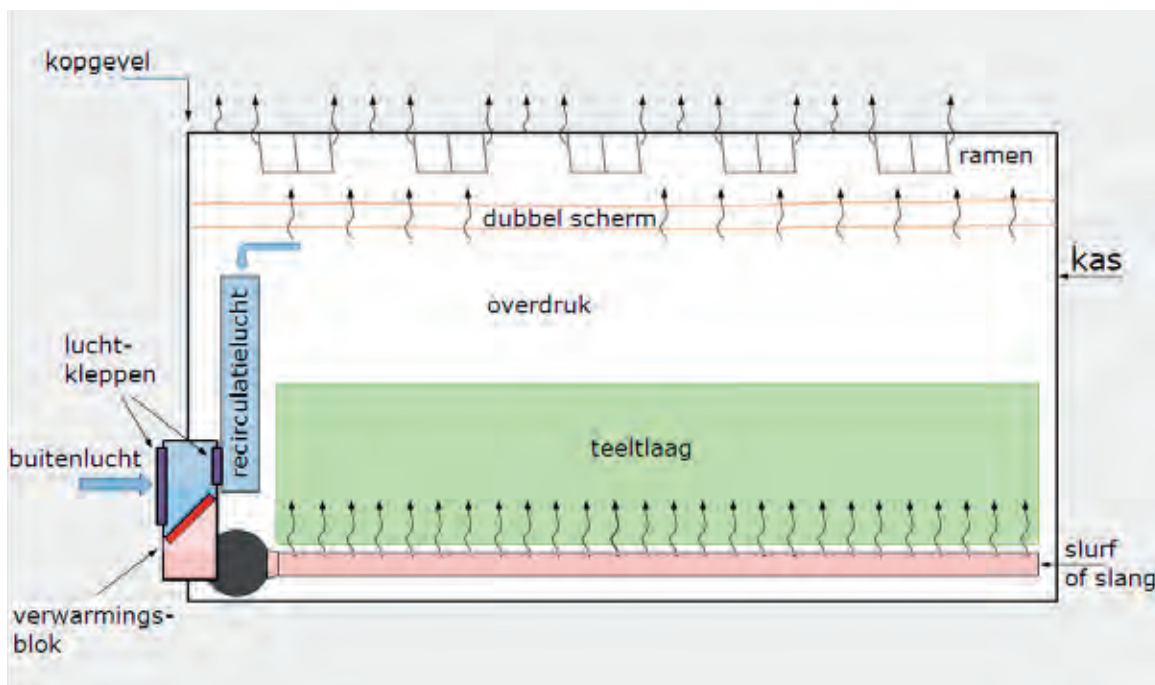 kopgevel
ramen
dubbel scherm
kas
overdruk
recirculatielucht
lucht-
kleppen
buitenlucht
teeltlaag
slurf
of slang
verwarmings-
blok